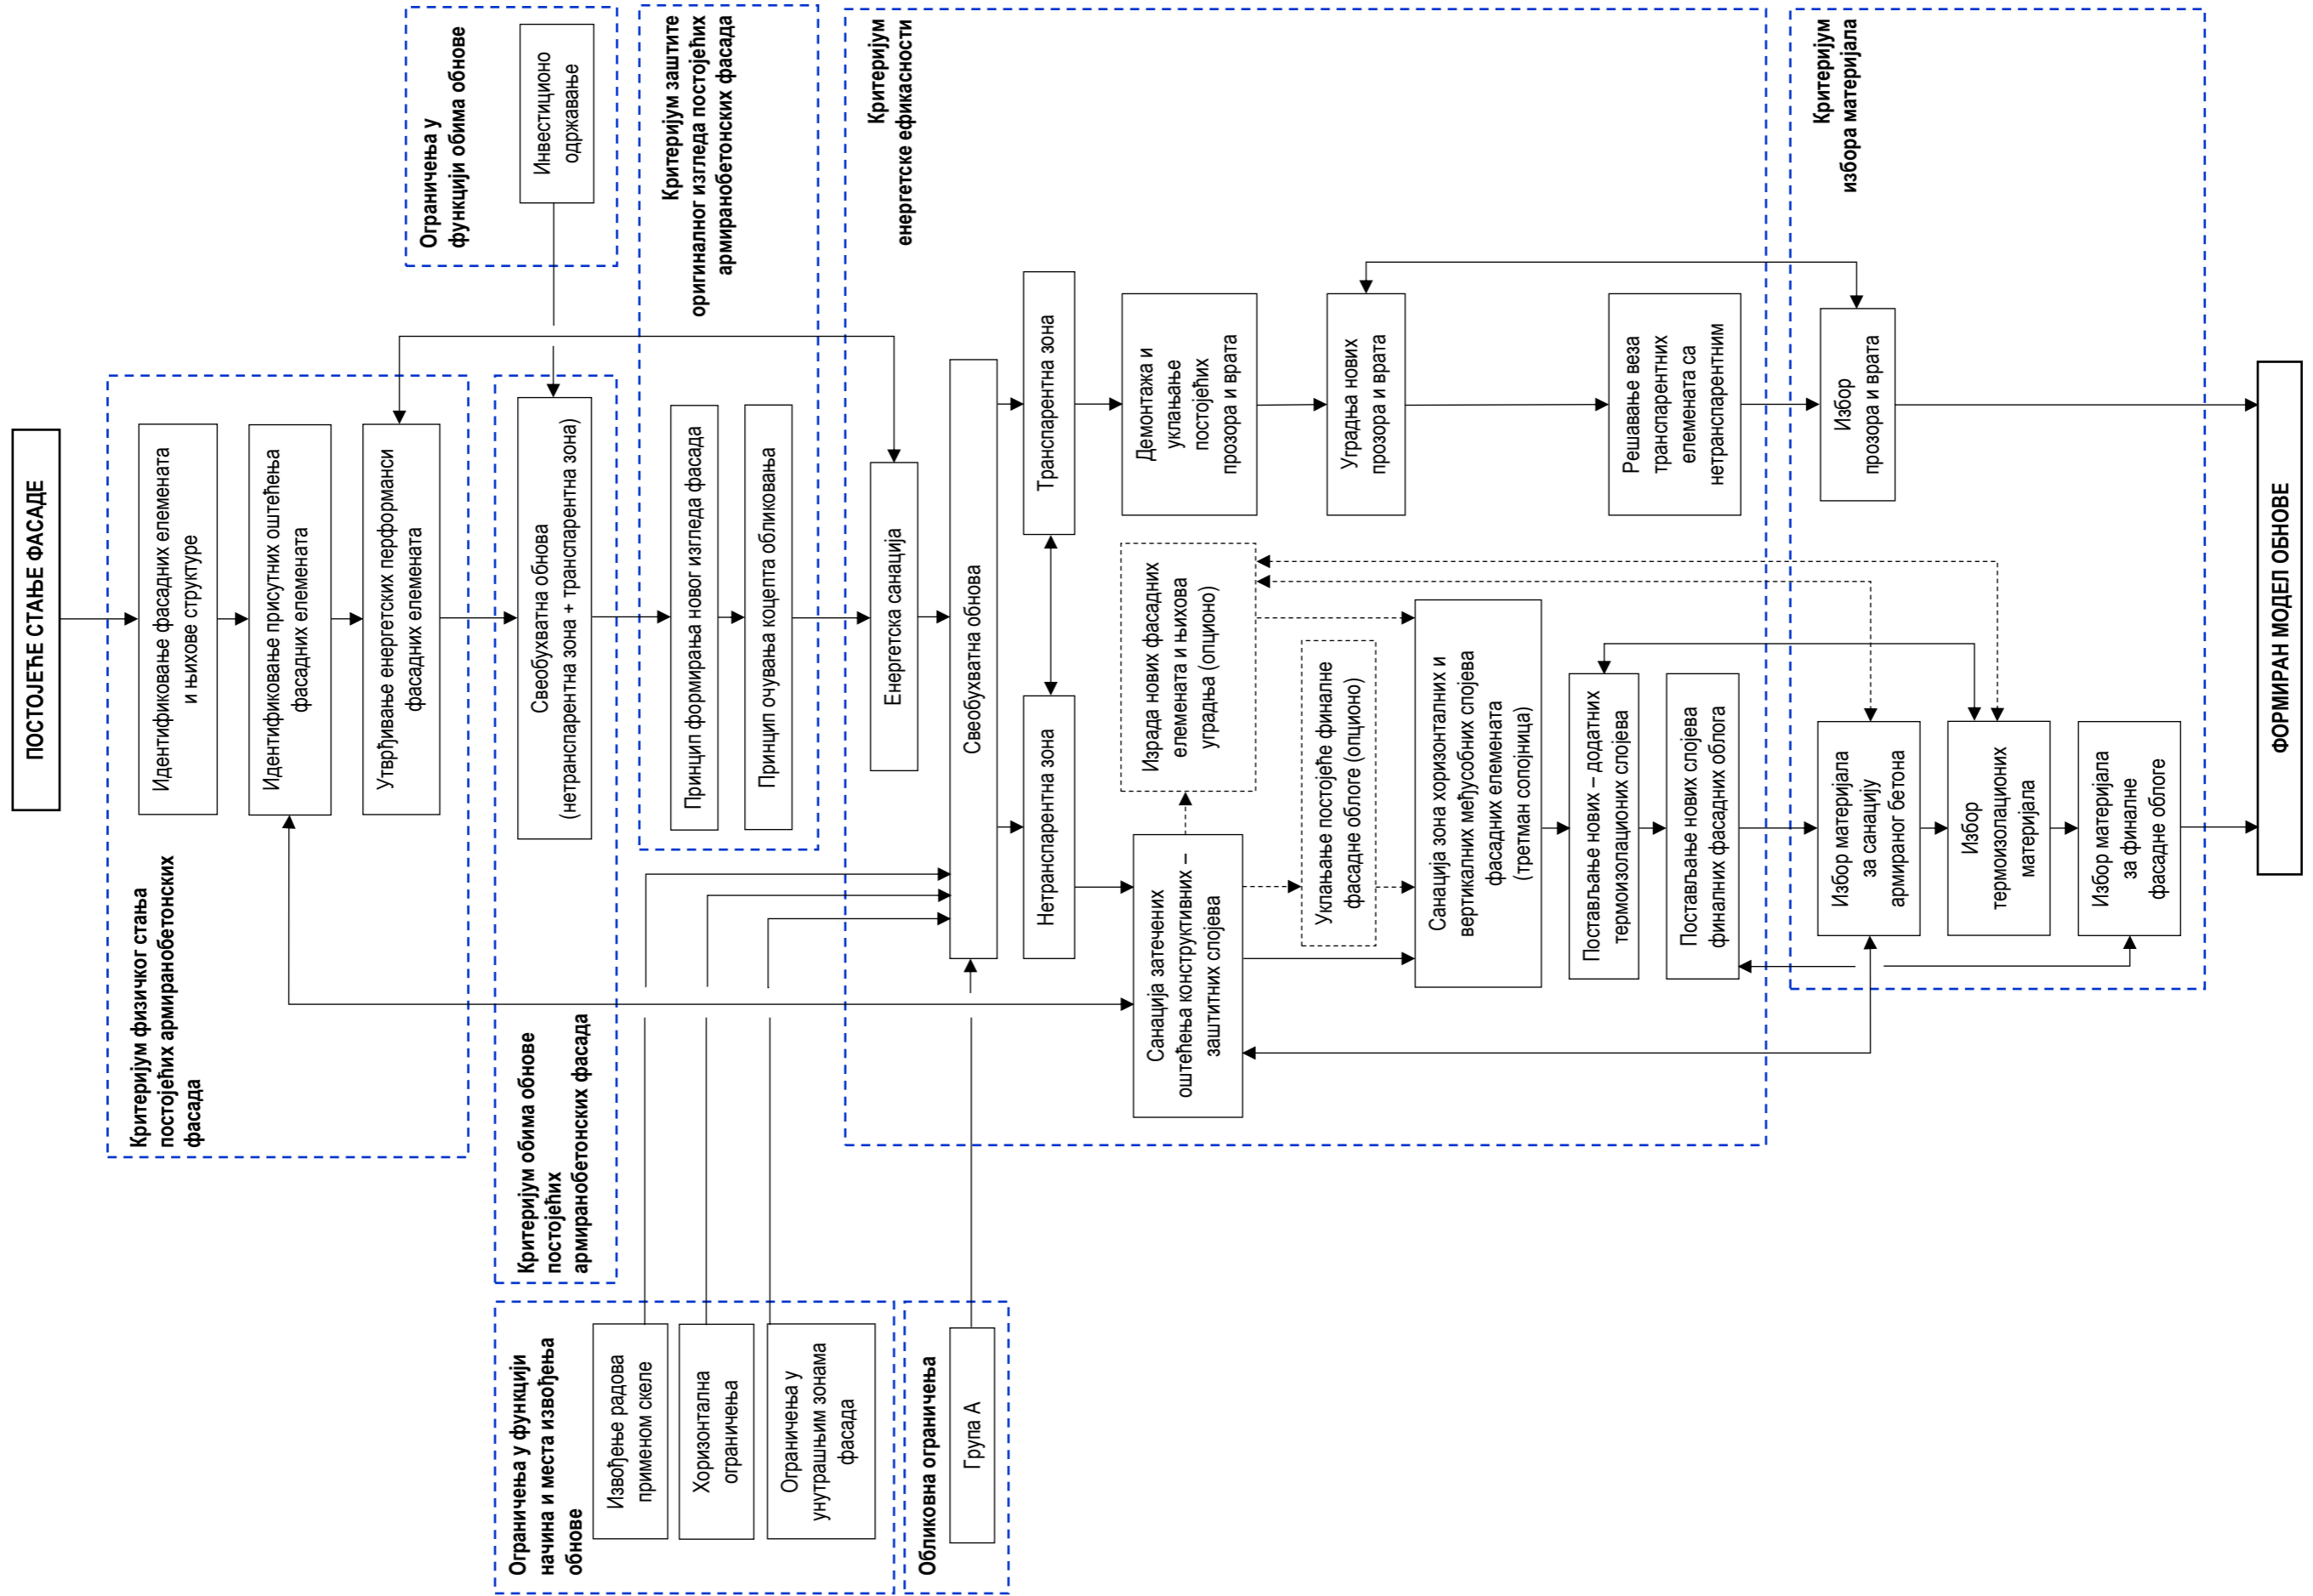 ПОСТОЈЕЋЕ СТАЊЕ ФАСАДЕ
Критеријум физичког стања
постојећих армиранобетонских
фасада
Идентификовање фасадних елемената
и њихове структуре
Идентификовање присутних оштећења
фасадних елемената
Утврђивање енергетских перформанси
фасадних елемената
Ограничења у
функцији обима обнове
Инвестиционо
одржавање
Критеријум обима обнове
постојећих
армиранобетонских фасада
Свеобухватна обнова
(нетранспарентна зона + транспарентна зона)
Критеријум заштите
оригиналног изгледа постојећих
армиранобетонских фасада
Принцип формирања новог изгледа фасада
Принцип очувања коцепта обликовања
Ограничења у функцији
начина и места извођења
обнове
Извођење радова
применом скеле
Хоризонтална
ограничења
Ограничења у
унутрашњим зонама
фасада
Обликовна ограничења
Група А
Критеријум
енергетске ефикасности
Енергетска санација
Свеобухватна обнова
Нетранспарентна зона
Транспарентна зона
Санација затечених
оштећења конструктивних –
заштитних слојева
Израда нових фасадних
елемената и њихова
уградња (опционо)
Демонтажа и
уклањање
постојећих
прозора и врата
Уклањање постојеће финалне
фасадне облоге (опционо)
Уградња нових
прозора и врата
Санација зона хоризонталних и
вертикалних међусобних слојева
фасадних елемената
(третман сопојница)
Постављање нових – додатних
термоизолационих слојева
Решавање веза
транспарентних
елемената са
нетранспарентним
Постављање нових слојева
финалних фасадних облога
Критеријум
избора материјала
Избор материјала
за санацију
армираног бетона
Избор
прозора и врата
Избор
термоизолационих
материјала
Избор материјала
за финалне
фасадне облоге
ФОРМИРАН МОДЕЛ ОБНОВЕ